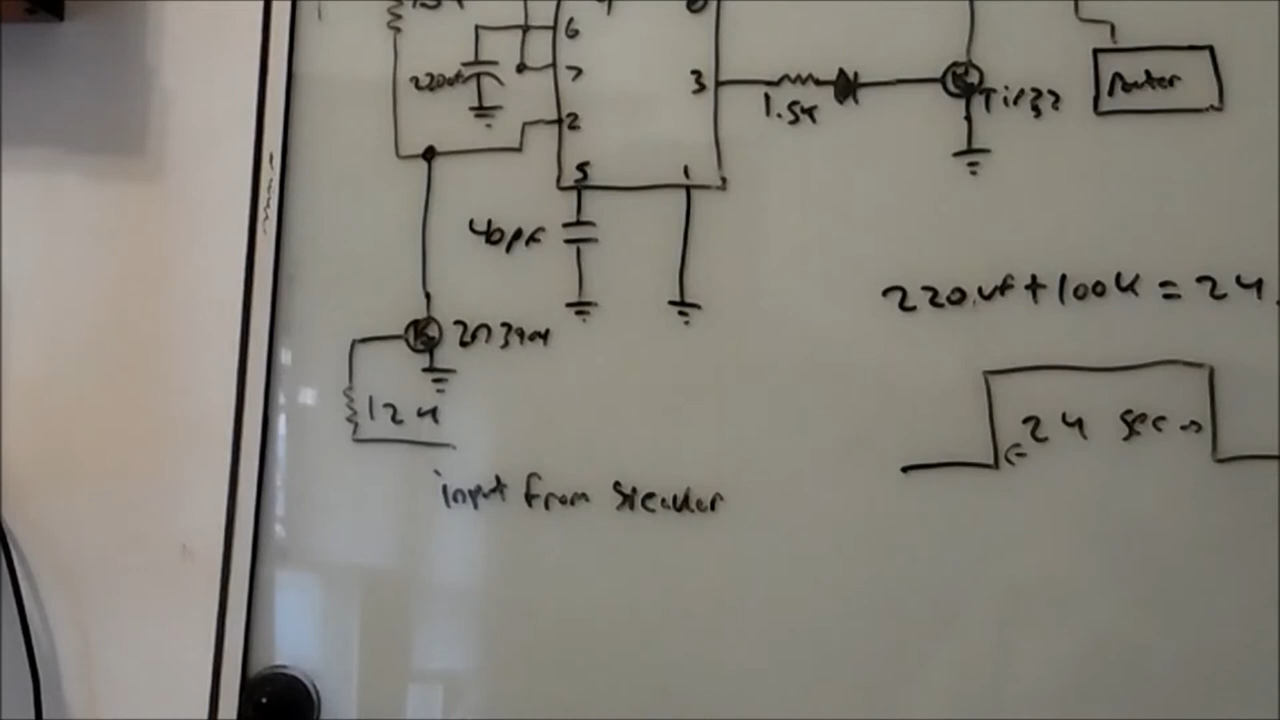 6
220uf
7
3
1.5K
Tip32
Router
2
5
1
40pf
220uf + 100K = 24
2n3904
12K
24 sec
input from speaker